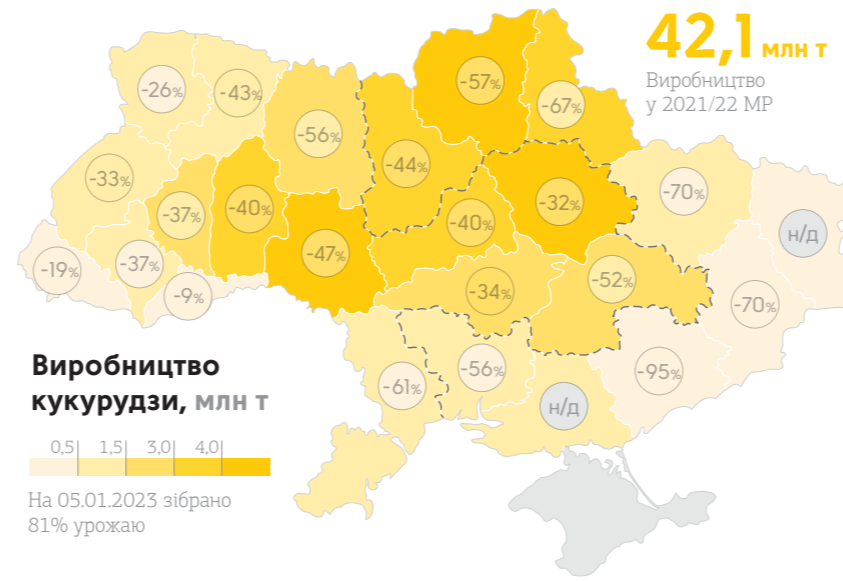 42,1 млн т
Виробництво
у 2021/22 МР
-57%
-26%
-43%
-67%
-56%
-44%
-33%
-70%
-32%
-37%
-40%
-40%
н/д
-47%
-37%
-19%
-52%
-34%
-9%
-70%
-56%
-95%
-61%
н/д
Виробництво
кукурудзи, млн т
0,5 1,5 3,0 4,0
На 05.01.2023 зібрано
81% урожаю